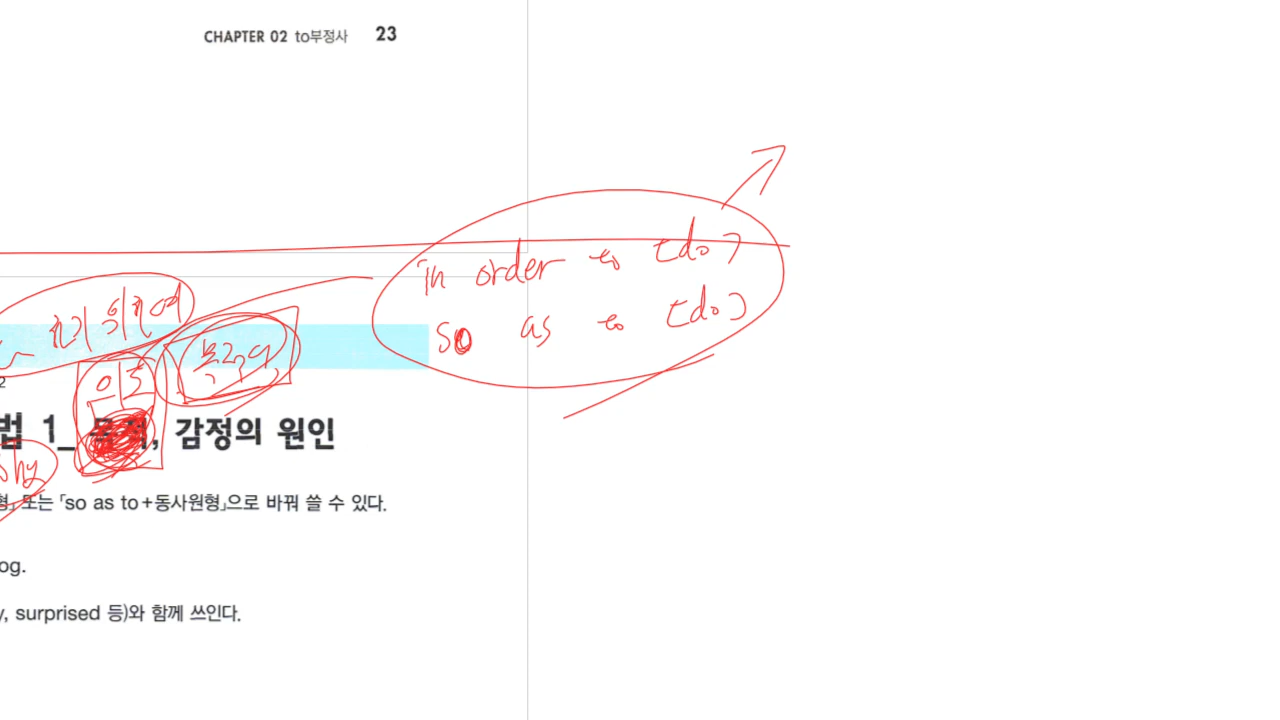 CHAPTER 02 to부정사 23
in order to (do)
so as to (do)
하기 위하여
의도
법 1_ 목적, 감정의 원인
why
형」 또는 「so as to+동사원형」으로 바꿔 쓸 수 있다.
og.
y, surprised 등)와 함께 쓰인다.